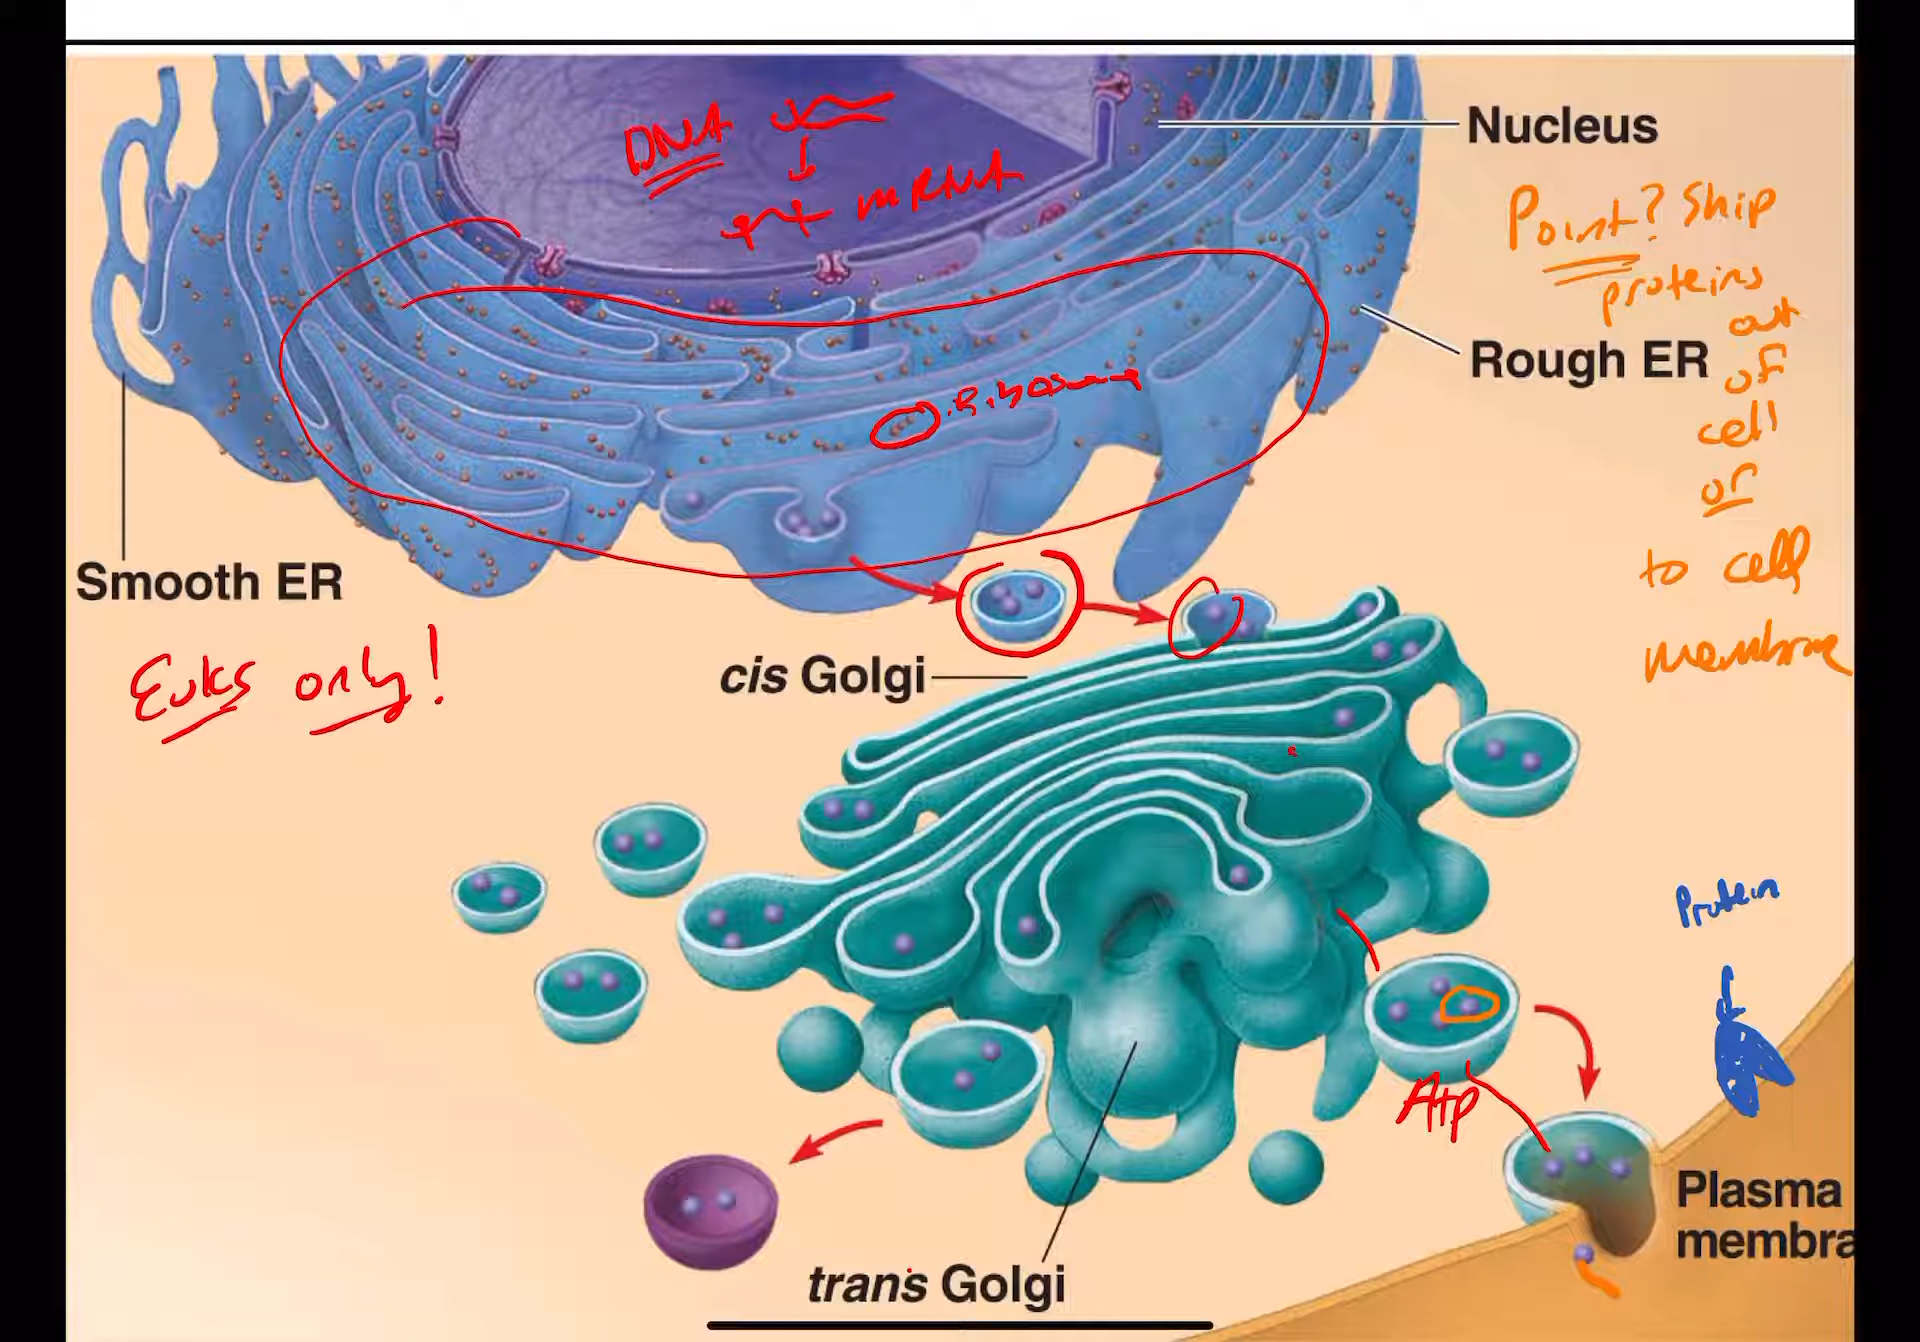 DNA
mRNA
Nucleus
Point? Ship
proteins
out
of
cell
or
to cell
membrane
Rough ER
Ribosome
Smooth ER
Euks only!
cis Golgi
Protein
Atp
Plasma
membra
trans Golgi